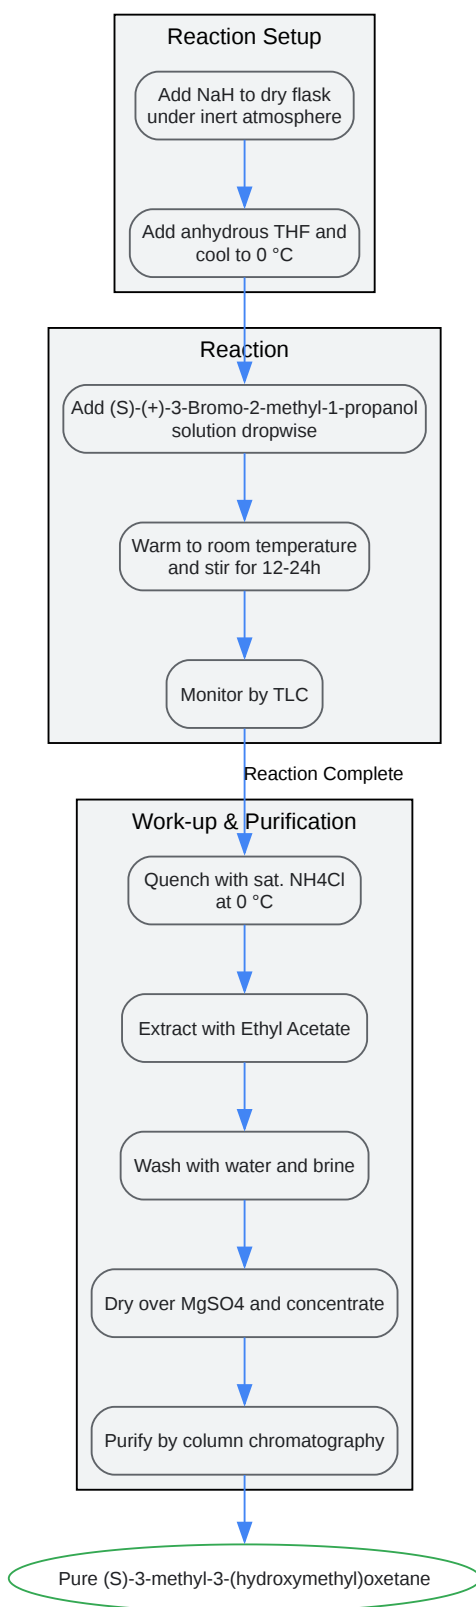 Reaction Setup
Add NaH to dry flask
under inert atmosphere
Add anhydrous THF and
cool to 0 °C
Reaction
Add (S)-(+)-3-Bromo-2-methyl-1-propanol
solution dropwise
Warm to room temperature
and stir for 12-24h
Monitor by TLC
Reaction Complete
Work-up & Purification
Quench with sat. NH4Cl
at 0 °C
Extract with Ethyl Acetate
Wash with water and brine
Dry over MgSO4 and concentrate
Purify by column chromatography
Pure (S)-3-methyl-3-(hydroxymethyl)oxetane